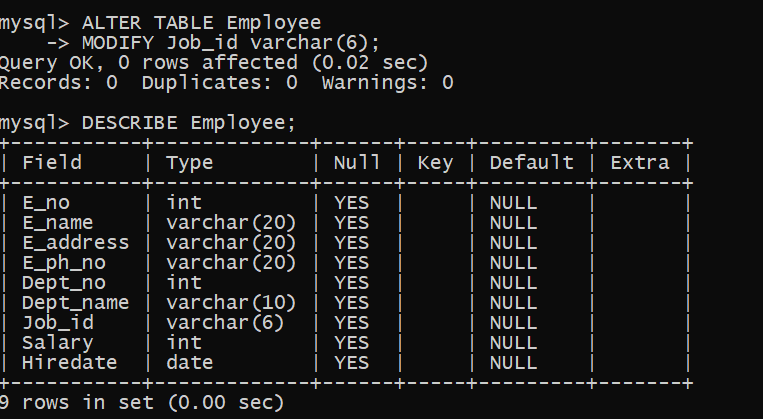 mysql> ALTER TABLE Employee
    -> MODIFY Job_id varchar(6);
Query OK, 0 rows affected (0.02 sec)
Records: 0  Duplicates: 0  Warnings: 0

mysql> DESCRIBE Employee;
+-----------+-------------+------+-----+---------+-------+
| Field     | Type        | Null | Key | Default | Extra |
+-----------+-------------+------+-----+---------+-------+
| E_no      | int         | YES  |     | NULL    |       |
| E_name    | varchar(20) | YES  |     | NULL    |       |
| E_address | varchar(20) | YES  |     | NULL    |       |
| E_ph_no   | varchar(20) | YES  |     | NULL    |       |
| Dept_no   | int         | YES  |     | NULL    |       |
| Dept_name | varchar(10) | YES  |     | NULL    |       |
| Job_id    | varchar(6)  | YES  |     | NULL    |       |
| Salary    | int         | YES  |     | NULL    |       |
| Hiredate  | date        | YES  |     | NULL    |       |
+-----------+-------------+------+-----+---------+-------+
9 rows in set (0.00 sec)